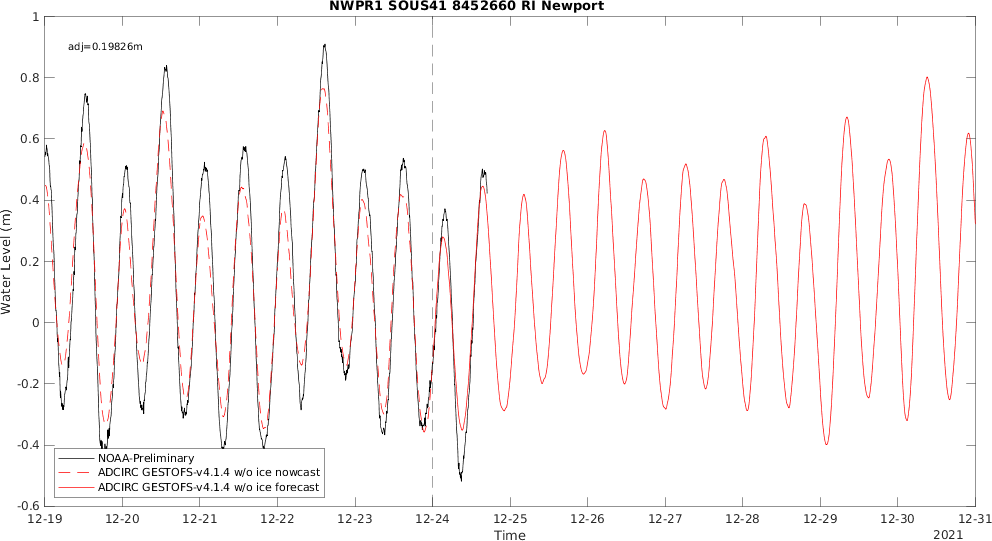 NWPR1 SOUS41 8452660 RI Newport
adj=0.19826m
1
0.8
0.6
0.4
0.2
0
-0.2
-0.4
-0.6
Water Level (m)
NOAA-Preliminary
ADCIRC GESTOFS-v4.1.4 w/o ice nowcast
ADCIRC GESTOFS-v4.1.4 w/o ice forecast
12-19 12-20 12-21 12-22 12-23 12-24 12-25 12-26 12-27 12-28 12-29 12-30 12-31
Time
2021